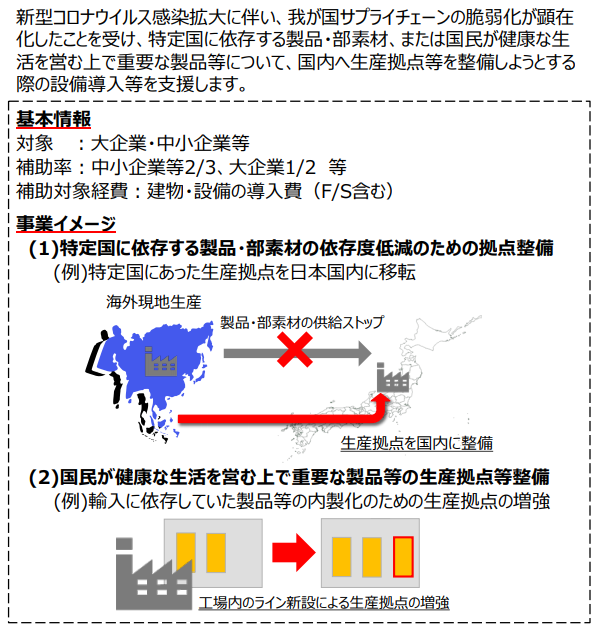 新型コロナウイルス感染拡大に伴い、我が国サプライチェーンの脆弱化が顕在
化したことを受け、特定国に依存する製品・部素材、または国民が健康な生
活を営む上で重要な製品等について、国内へ生産拠点等を整備しようとする
際の設備導入等を支援します。
基本情報
対象　：大企業・中小企業等
補助率：中小企業等2/3、大企業1/2 等
補助対象経費：建物・設備の導入費（F/S含む）
事業イメージ
(1)特定国に依存する製品・部素材の依存度低減のための拠点整備
(例)特定国にあった生産拠点を日本国内に移転
海外現地生産
製品・部素材の供給ストップ
生産拠点を国内に整備
(2)国民が健康な生活を営む上で重要な製品等の生産拠点等整備
(例)輸入に依存していた製品等の内製化のための生産拠点の増強
工場内のライン新設による生産拠点の増強